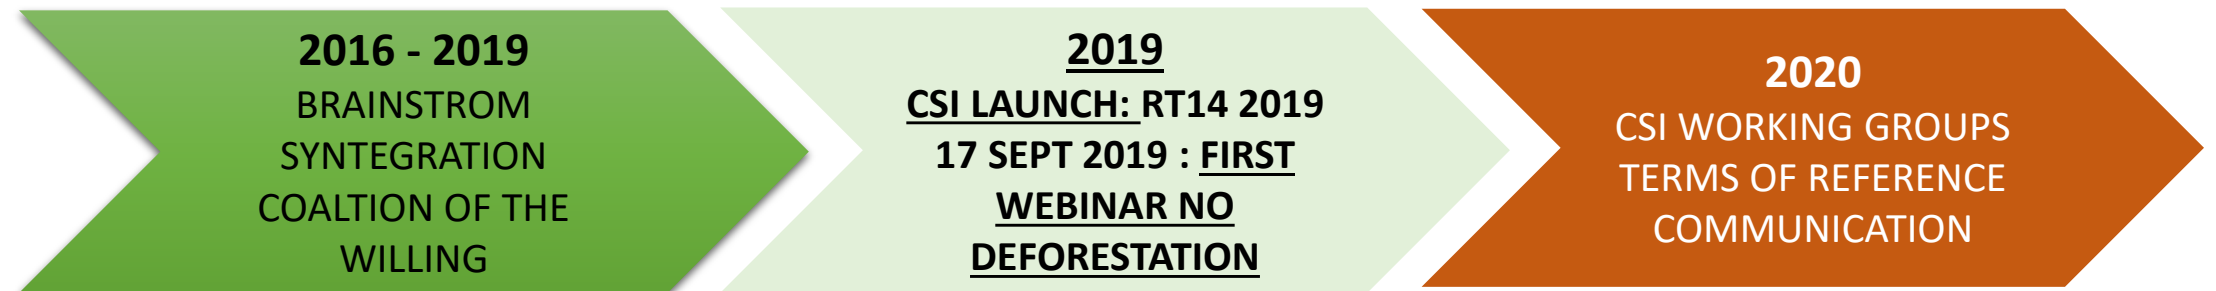 2016 - 2019
BRAINSTROM
SYNTEGRATION
COALTION OF THE
WILLING
2019
CSI LAUNCH: RT14 2019
17 SEPT 2019 : FIRST
WEBINAR NO
DEFORESTATION
2020
CSI WORKING GROUPS
TERMS OF REFERENCE
COMMUNICATION